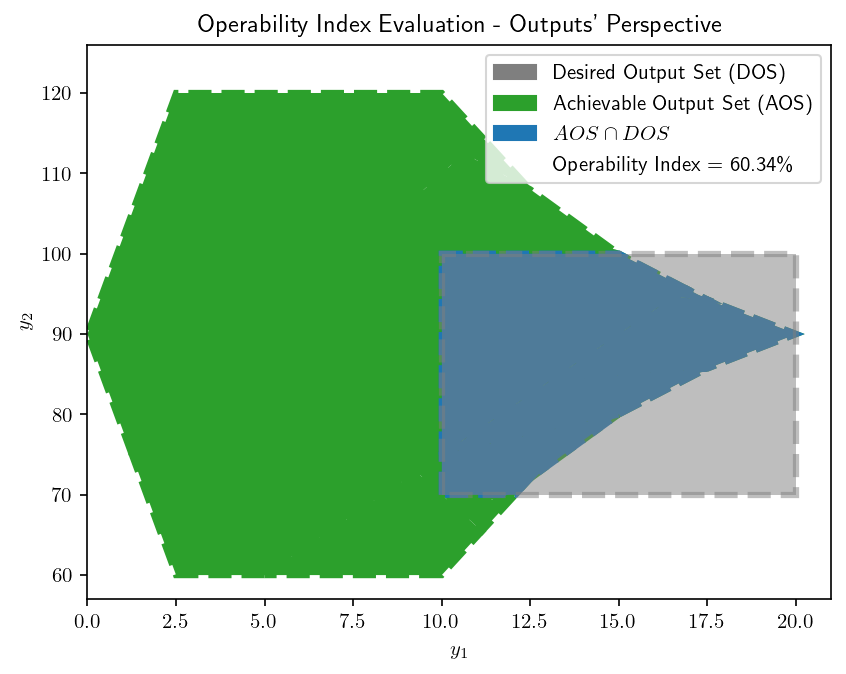 Operability Index Evaluation - Outputs’ Perspective
Desired Output Set (DOS)
Achievable Output Set (AOS)
AOS ∩ DOS
Operability Index = 60.34%
120
110
100
90
80
70
60
y₂
0.0 2.5 5.0 7.5 10.0 12.5 15.0 17.5 20.0
y₁